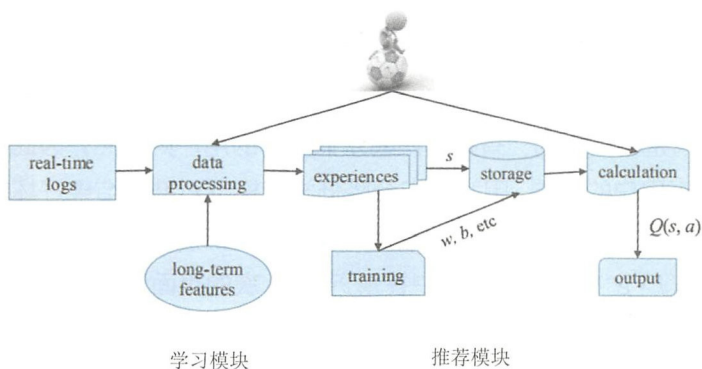 real-time
logs
data
processing
experiences
s
storage
calculation
w, b, etc
Q(s, a)
long-term
features
training
output
学习模块
推荐模块